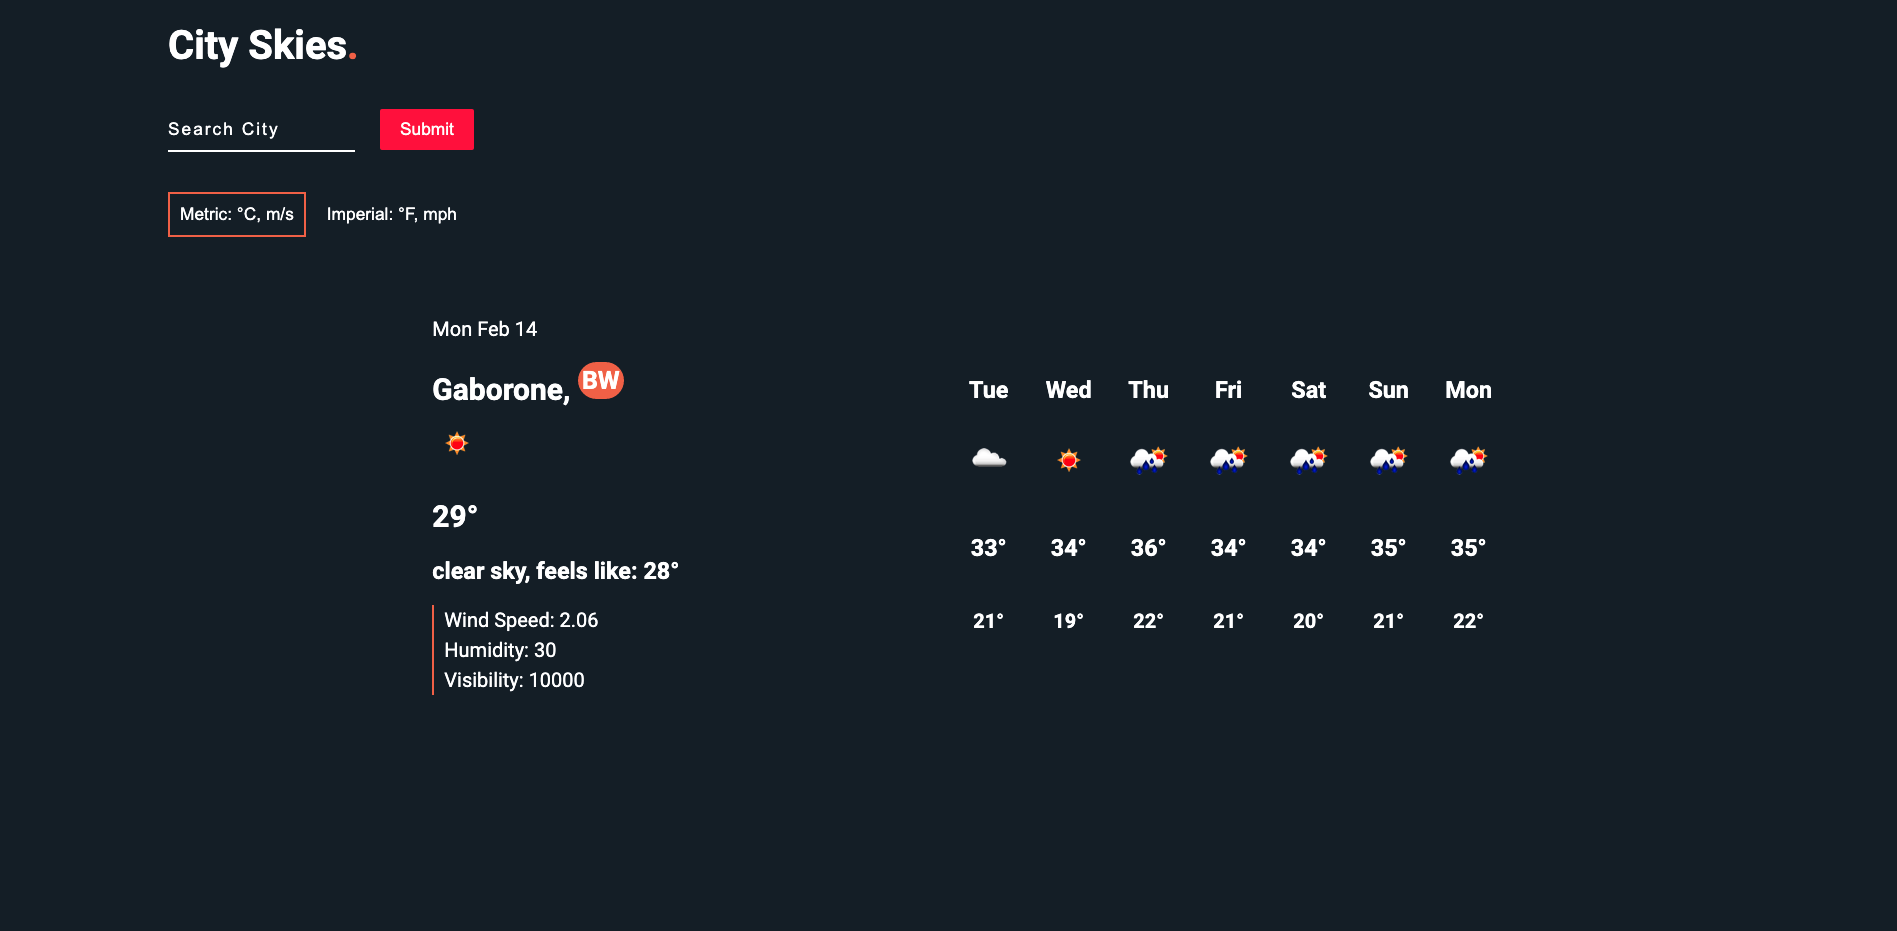 City Skies.
Search City
Submit
Metric: °C, m/s
Imperial: °F, mph
Mon Feb 14
Gaborone, BW
29°
clear sky, feels like: 28°
Wind Speed: 2.06
Humidity: 30
Visibility: 10000
Tue Wed Thu Fri Sat Sun Mon
33° 34° 36° 34° 34° 35° 35°
21° 19° 22° 21° 20° 21° 22°